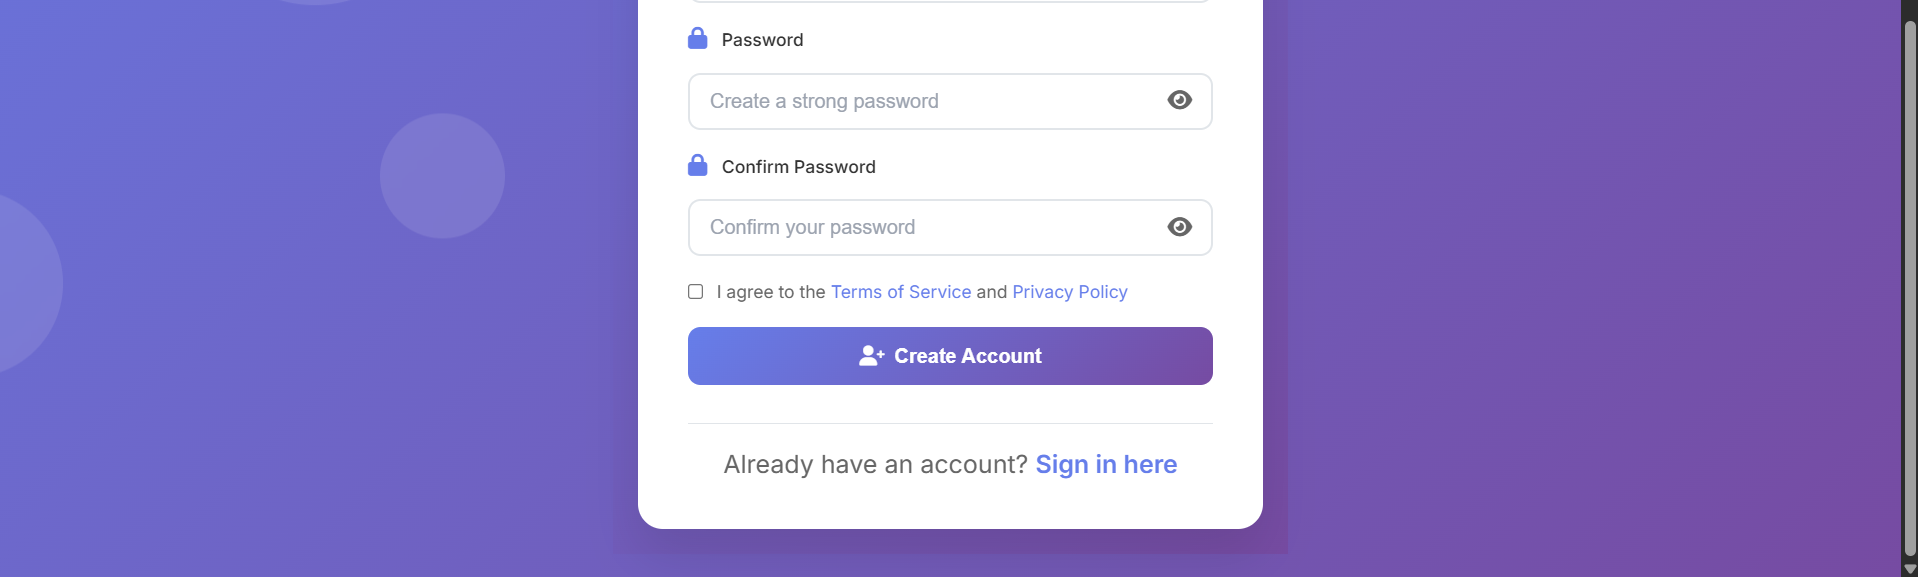 Password
Create a strong password
Confirm Password
Confirm your password
I agree to the Terms of Service and Privacy Policy
Create Account
Already have an account? Sign in here